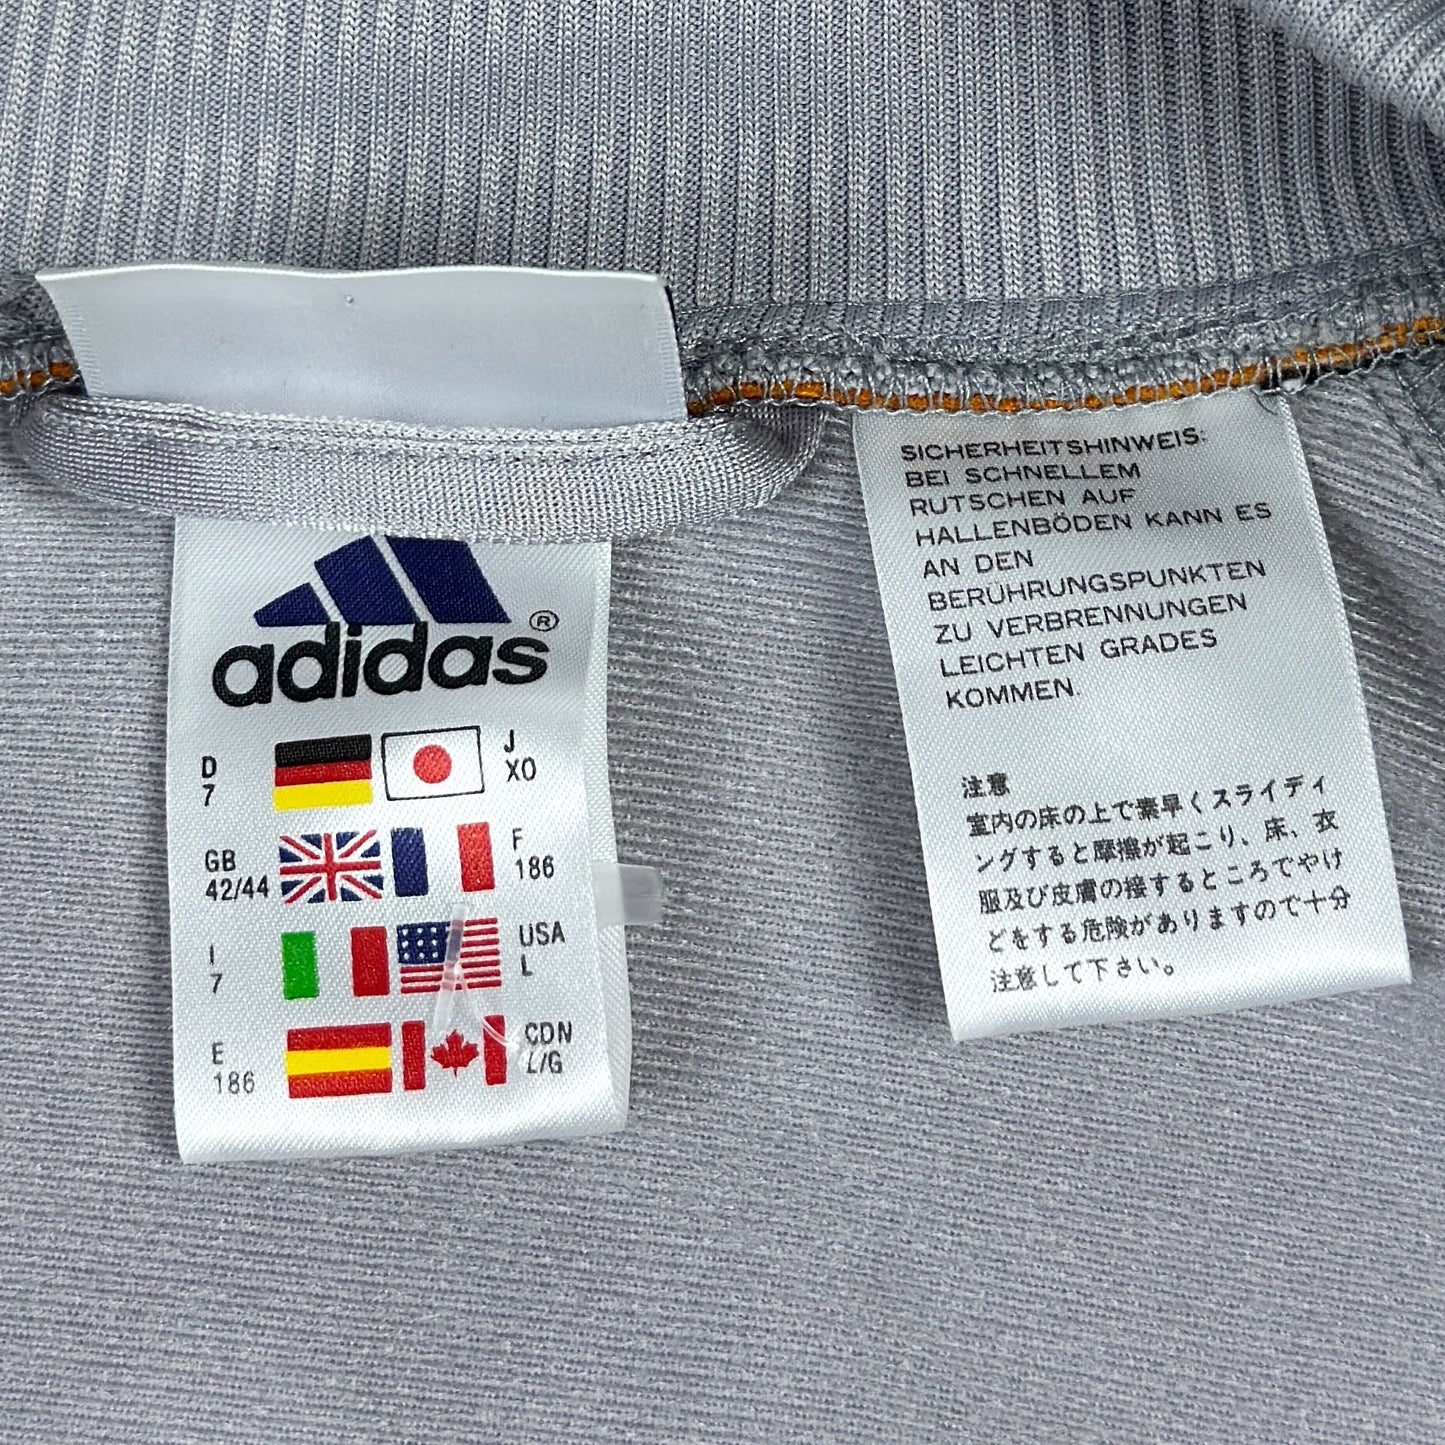 adidas®
D
7
J
XO
GB
42/44
F
186
I
7
USA
L
E
186
CDN
L/G
SICHERHEITSHINWEIS:
BEI SCHNELLEM
RUTSCHEN AUF
HALLENBÖDEN KANN ES
AN DEN
BERÜHRUNGSPUNKTEN
ZU VERBRENNUNGEN
LEICHTEN GRADES
KOMMEN.
注意
室内の床の上で素早くスライディ
ングすると摩擦が起こり、床、衣
服及び皮膚の接するところでやけ
どをする危険がありますので十分
注意して下さい。